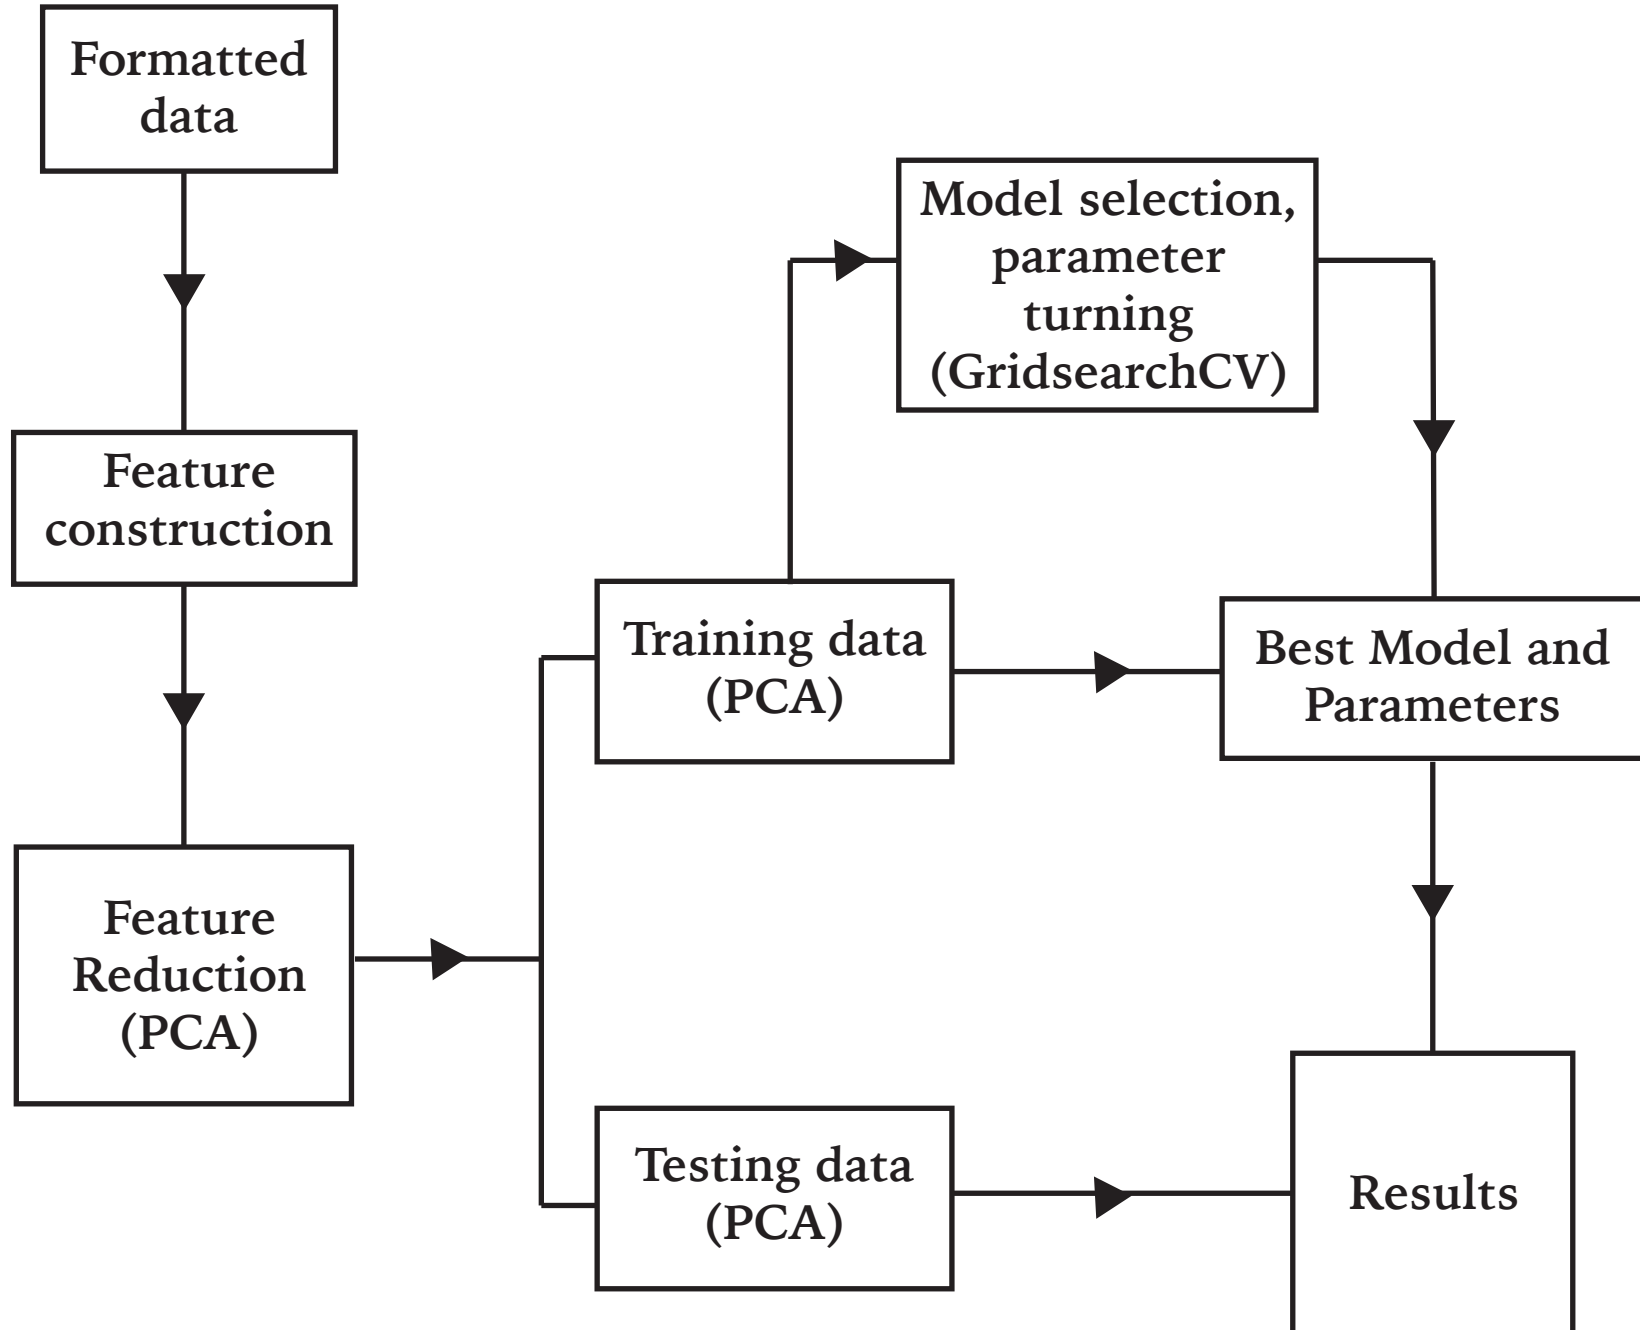 Formatted
data
Feature
construction
Feature
Reduction
(PCA)
Training data
(PCA)
Testing data
(PCA)
Model selection,
parameter
turning
(GridsearchCV)
Best Model and
Parameters
Results